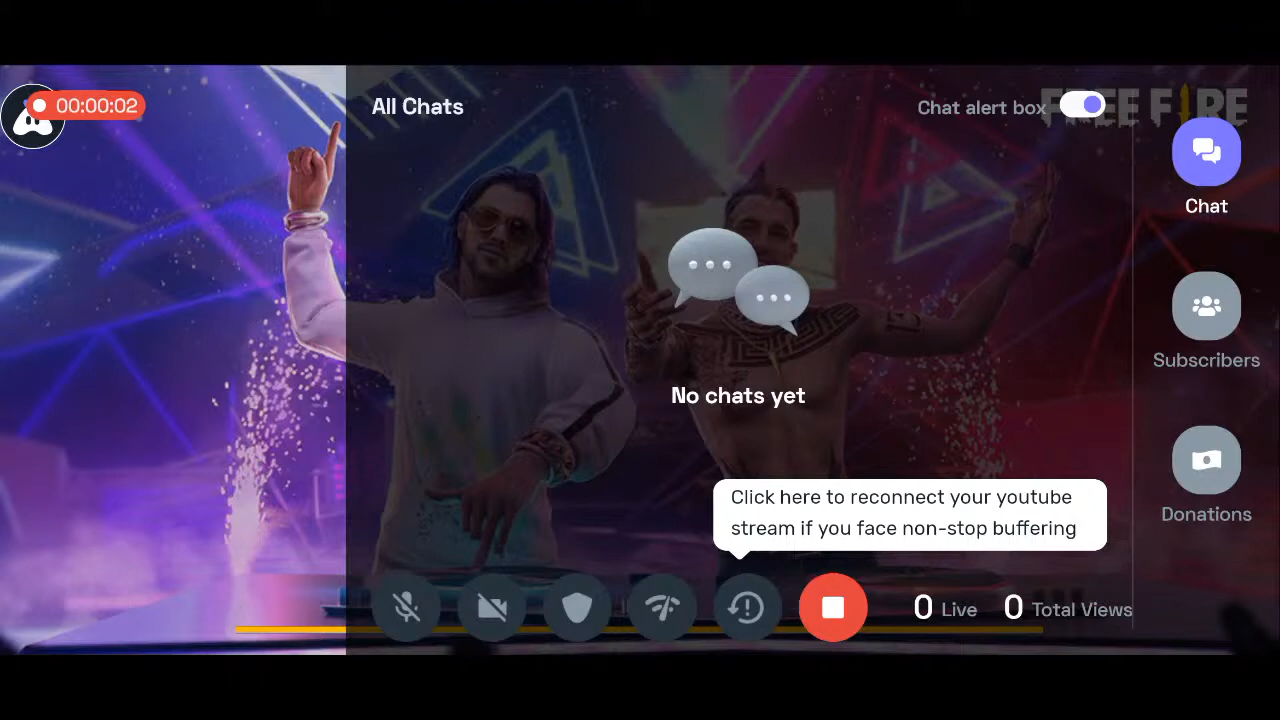 00:00:02
All Chats
Chat alert box
FREE FIRE
Chat
Subscribers
No chats yet
Click here to reconnect your youtube
stream if you face non-stop buffering
Donations
0 Live 0 Total Views